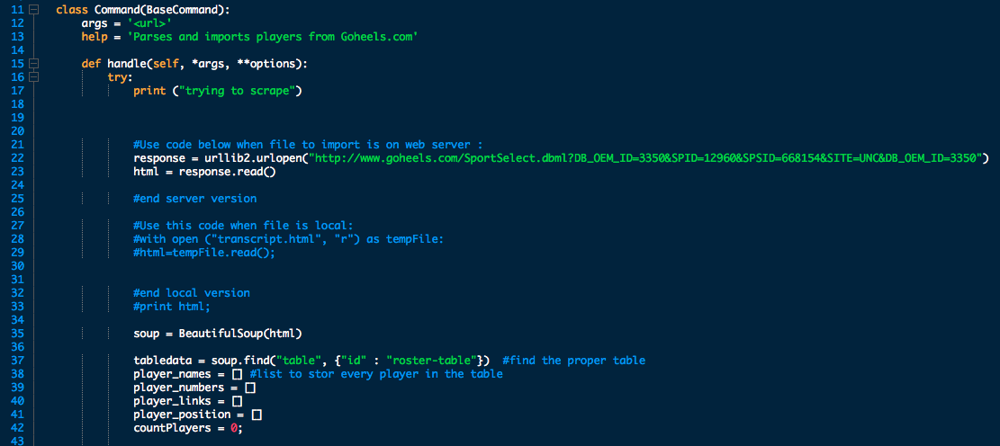 11 class Command(BaseCommand):
12 args = '<url>'
13 help = 'Parses and imports players from Goheels.com'
14
15 def handle(self, *args, **options):
16 try:
17 print ("trying to scrape")
18
19
20
21 #Use code below when file to import is on web server :
22 response = urllib2.urlopen("http://www.goheels.com/SportSelect.dbml?DB_OEM_ID=3350&SPID=12960&SPSID=668154&SITE=UNC&DB_OEM_ID=3350")
23 html = response.read()
24
25 #end server version
26
27 #Use this code when file is local:
28 #with open ("transcript.html", "r") as tempFile:
29 #html=tempFile.read();
30
31
32 #end local version
33 #print html;
34
35 soup = BeautifulSoup(html)
36
37 tabledata = soup.find("table", {"id" : "roster-table"}) #find the proper table
38 player_names = [] #list to stor every player in the table
39 player_numbers = []
40 player_links = []
41 player_position = []
42 countPlayers = 0;
43